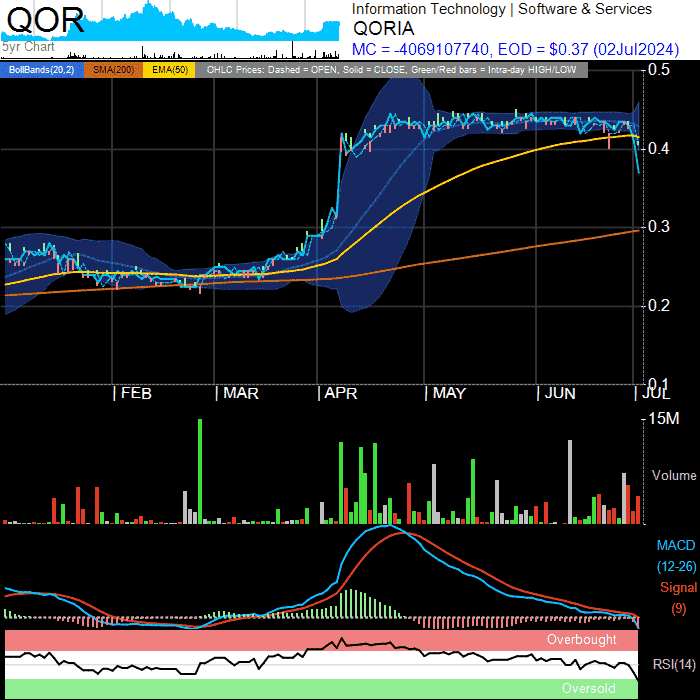 QOR
5yr Chart
Information Technology | Software & Services
QORIA
MC = -4069107740, EOD = $0.37 (02Jul2024)
BollBands(20,2) SMA(200) EMA(50) OHLC Prices: Dashed = OPEN, Solid = CLOSE, Green/Red bars = Intra-day HIGH/LOW
0.5
0.4
0.3
0.2
0.1
FEB MAR APR MAY JUN JUL
15M
Volume
MACD
(12-26)
Signal
(9)
Overbought
RSI(14)
Oversold